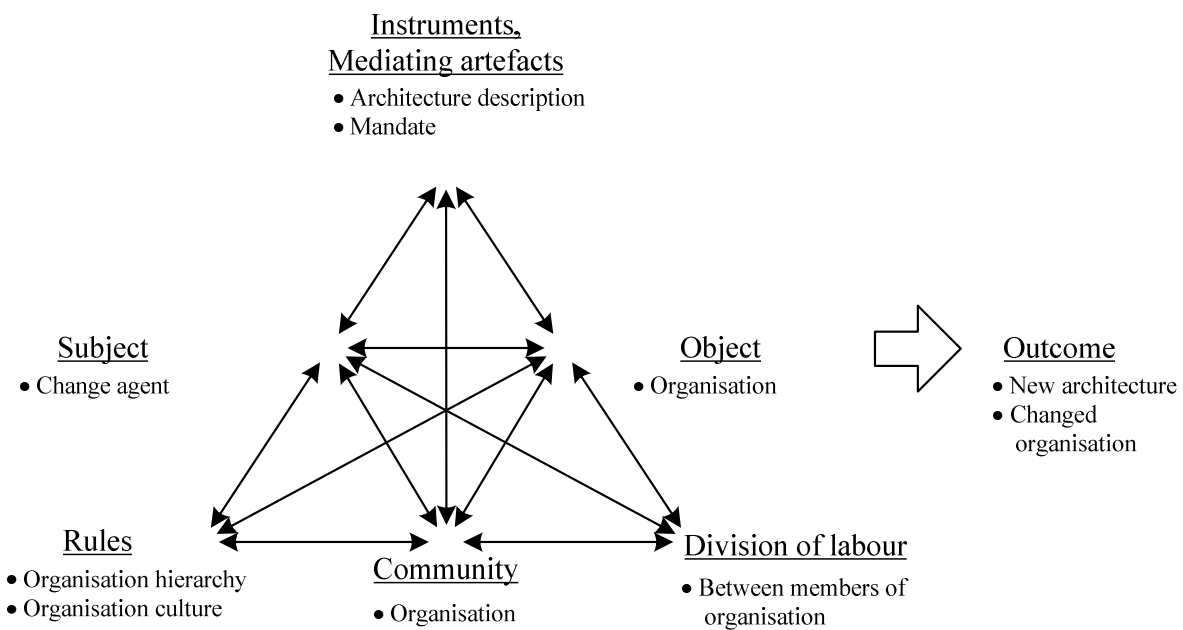 Instruments,
Mediating artefacts
• Architecture description
• Mandate
Subject
• Change agent
Object
• Organisation
Outcome
• New architecture
• Changed
organisation
Rules
• Organisation hierarchy
• Organisation culture
Community
• Organisation
Division of labour
• Between members of
organisation